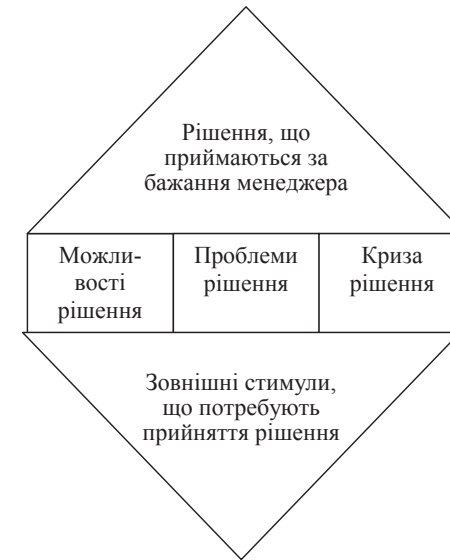 Рішення, що
приймаються за
бажання менеджера
Можли-
вості
рішення
Проблеми
рішення
Криза
рішення
Зовнішні стимули,
що потребують
прийняття рішення